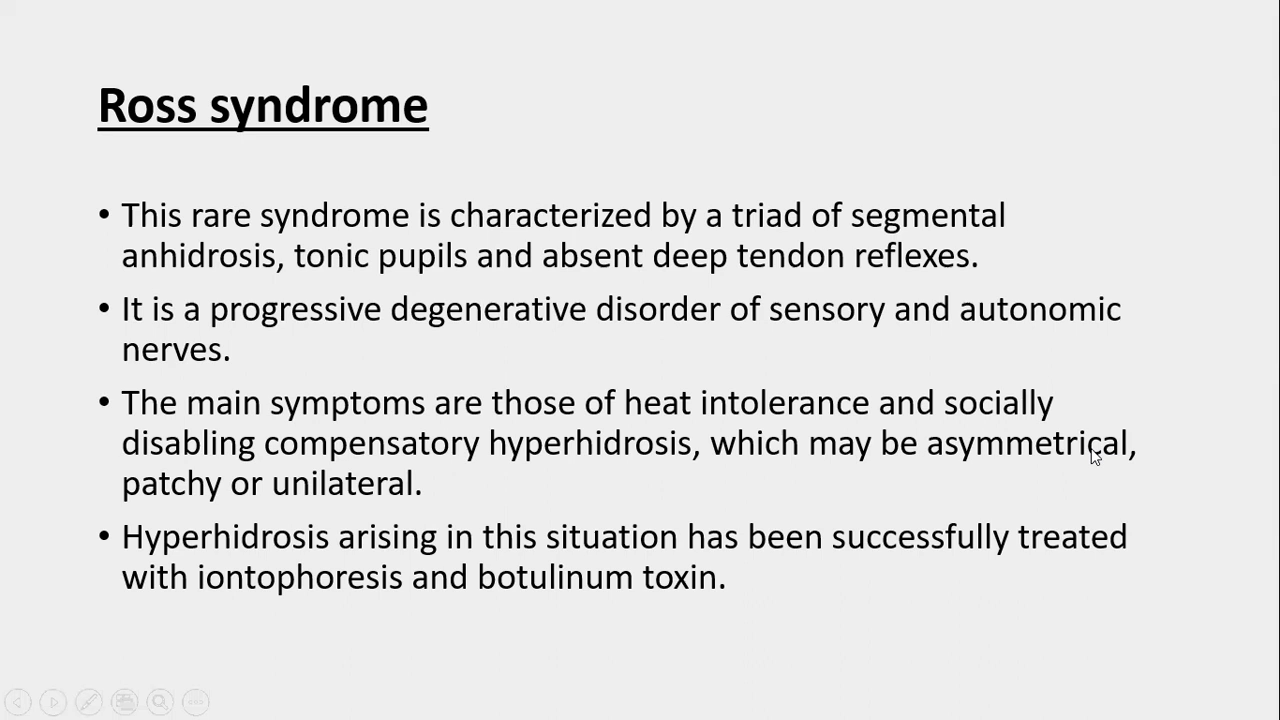 Ross syndrome
• This rare syndrome is characterized by a triad of segmental
anhidrosis, tonic pupils and absent deep tendon reflexes.
• It is a progressive degenerative disorder of sensory and autonomic
nerves.
• The main symptoms are those of heat intolerance and socially
disabling compensatory hyperhidrosis, which may be asymmetrical,
patchy or unilateral.
• Hyperhidrosis arising in this situation has been successfully treated
with iontophoresis and botulinum toxin.